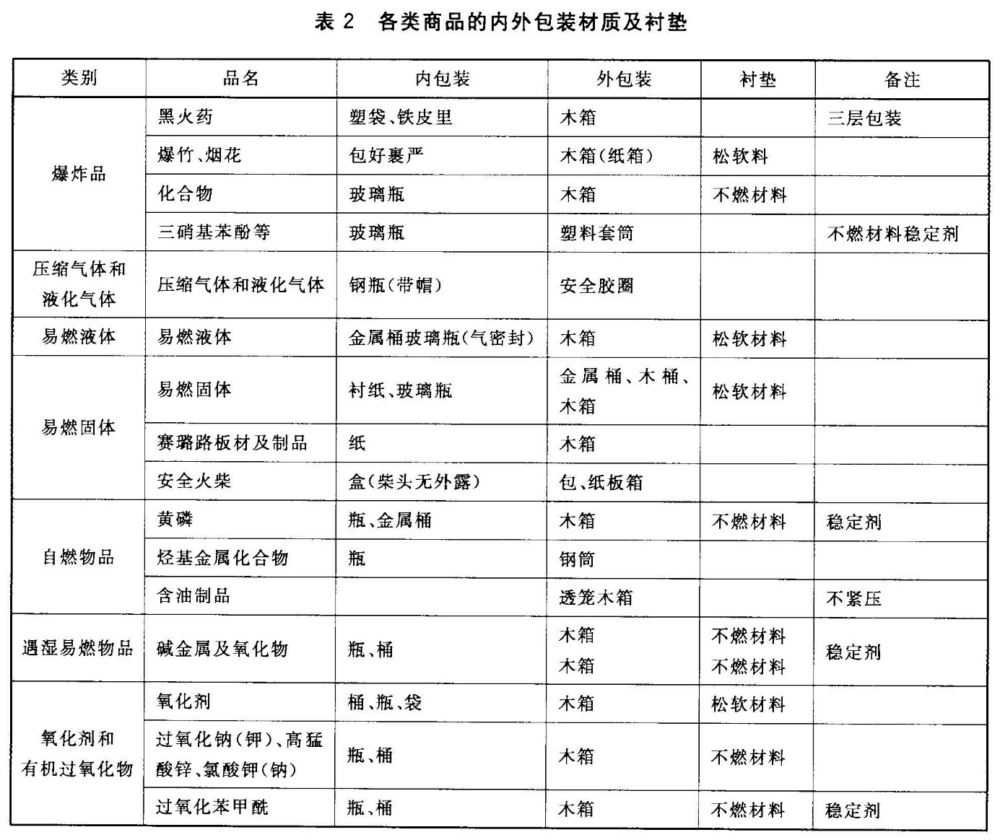 表 2 各类商品的内外包装材质及衬垫
类别 品名 内包装 外包装 衬垫 备注
爆炸品
黑火药 塑袋、铁皮里 木箱 三层包装
爆竹、烟花 包好裹严 木箱(纸箱) 松软料
化合物 玻璃瓶 木箱 不燃材料
三硝基苯酚等 玻璃瓶 塑料套筒 不燃材料稳定剂
压缩气体和
液化气体
压缩气体和液化气体 钢瓶(带帽) 安全胶圈
易燃液体 易燃液体 金属桶玻璃瓶(气密封) 木箱 松软材料
易燃固体
易燃固体 衬纸、玻璃瓶
金属桶、木桶、
木箱
松软材料
赛璐路板材及制品 纸 木箱
安全火柴 盒(柴头无外露) 包、纸板箱
自燃物品
黄磷 瓶、金属桶 木箱 不燃材料 稳定剂
烃基金属化合物 瓶 钢筒
含油制品 透笼木箱 不紧压
遇湿易燃物品 碱金属及氧化物 瓶、桶
木箱 不燃材料
木箱 不燃材料
稳定剂
氧化剂和
有机过氧化物
氧化剂 桶、瓶、袋 木箱 松软材料
过氧化钠(钾)、高猛
酸锌、氯酸钾(钠)
瓶、桶 木箱 不燃材料
过氧化苯甲酰 瓶、桶 木箱 不燃材料 稳定剂